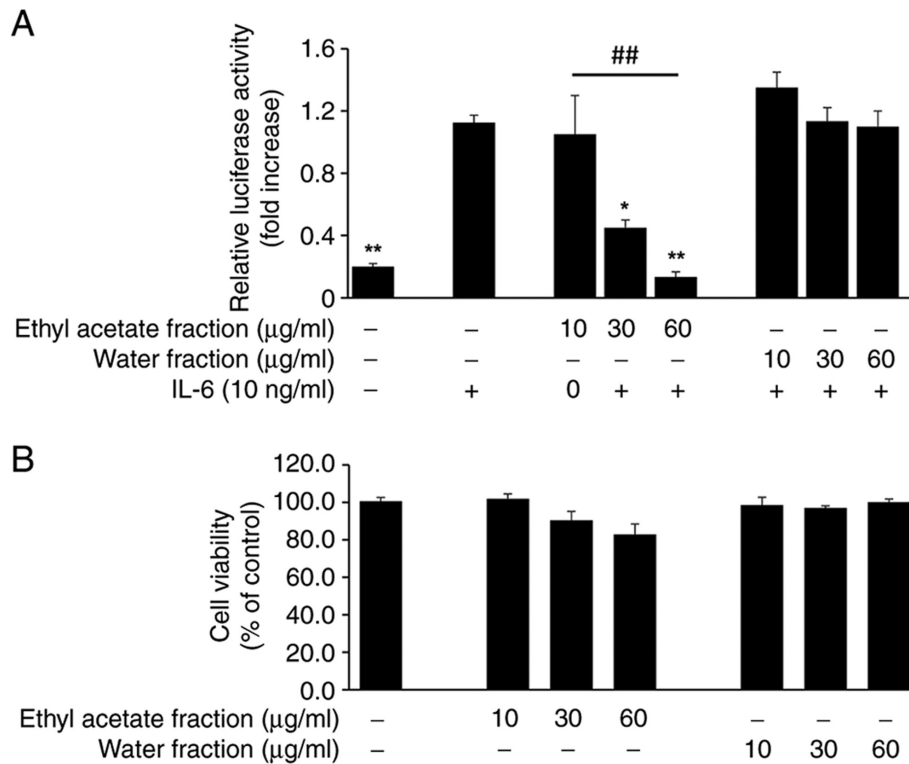 A
Relative luciferase activity
(fold increase)
1.6
1.2
0.8
0.4
0
##
**
*
**
Ethyl acetate fraction (μg/ml) – – 10 30 60 – – –
Water fraction (μg/ml) – – – – – 10 30 60
IL-6 (10 ng/ml) – + 0 + + + + +
B
Cell viability
(% of control)
120.0
100.0
80.0
60.0
40.0
20.0
0.0
Ethyl acetate fraction (μg/ml) – 10 30 60 – – –
Water fraction (μg/ml) – – – – 10 30 60